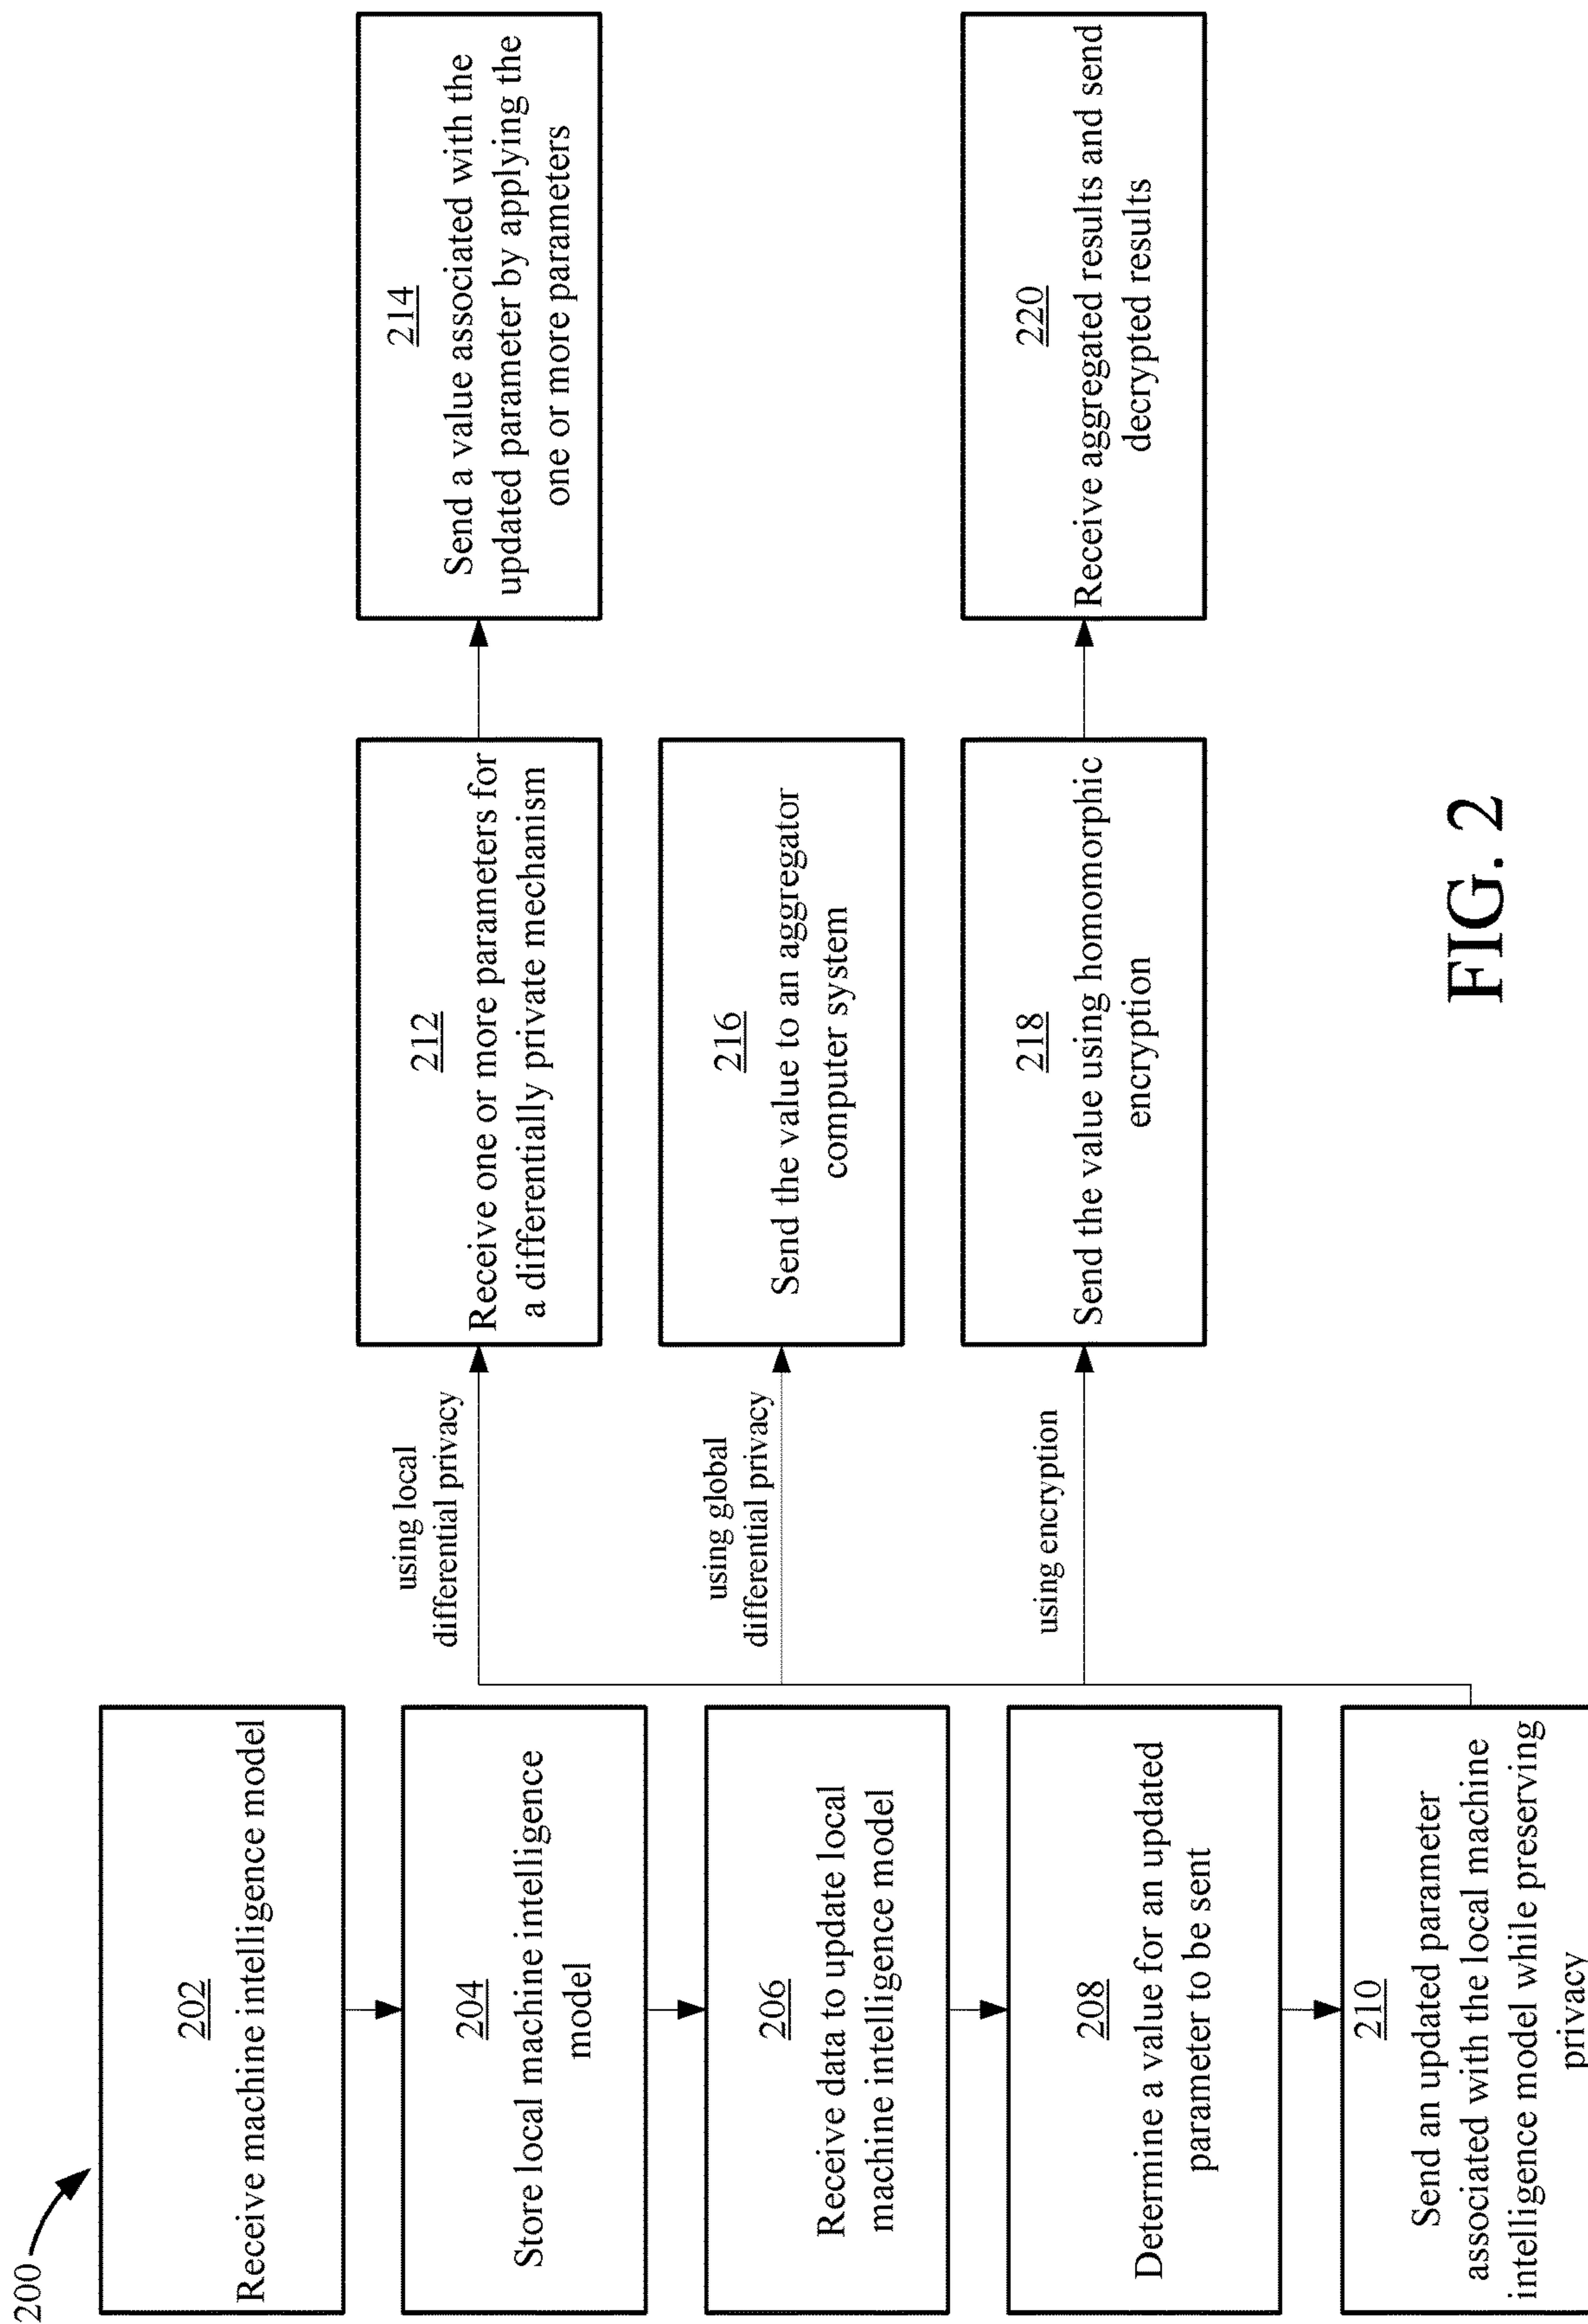 200
202
Receive machine intelligence model
204
Store local machine intelligence
model
206
Receive data to update local
machine intelligence model
208
Determine a value for an updated
parameter to be sent
210
Send an updated parameter
associated with the local machine
intelligence model while preserving
privacy
using local
differential privacy
212
Receive one or more parameters for
a differentially private mechanism
214
Send a value associated with the
updated parameter by applying the
one or more parameters
using global
differential privacy
216
Send the value to an aggregator
computer system
using encryption
218
Send the value using homomorphic
encryption
220
Receive aggregated results and send
decrypted results
FIG. 2